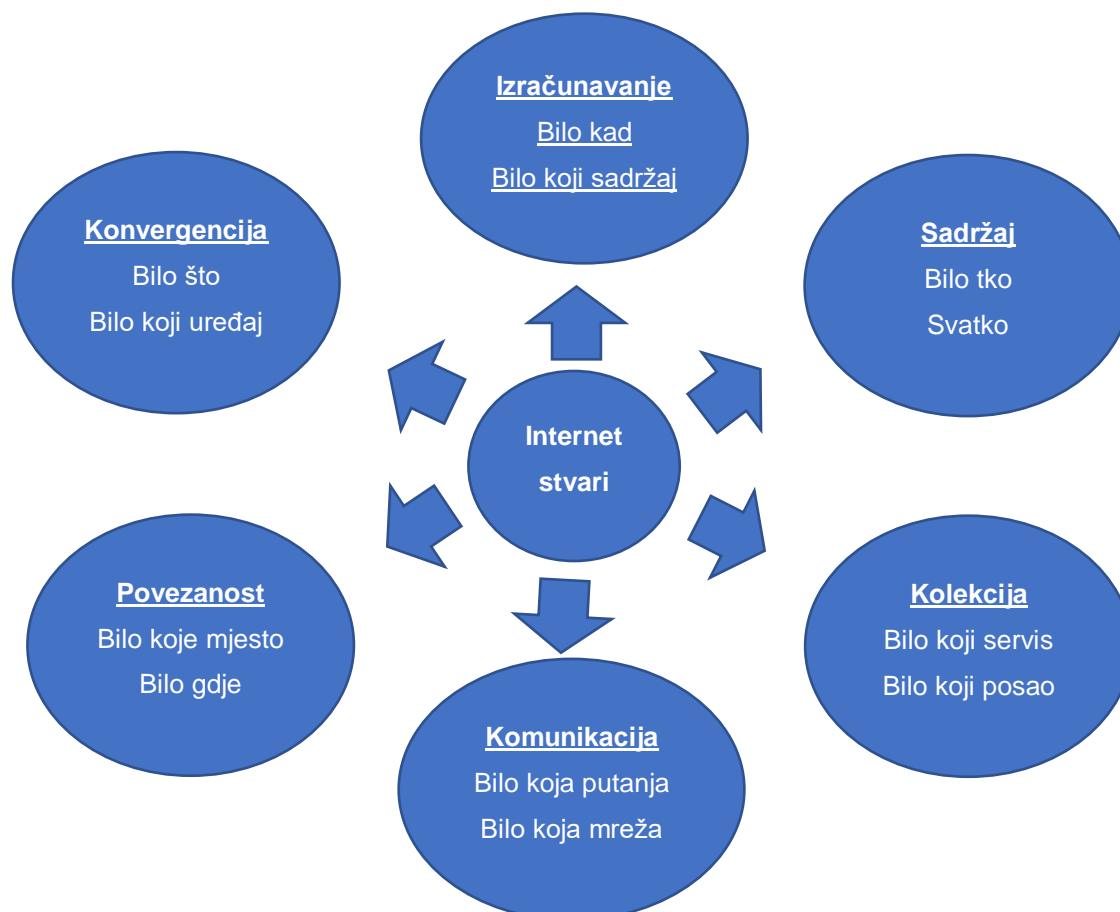 Izračunavanje
Bilo kad
Bilo koji sadržaj
Konvergencija
Bilo što
Bilo koji uređaj
Sadržaj
Bilo tko
Svatko
Internet
stvari
Povezanost
Bilo koje mjesto
Bilo gdje
Kolekcija
Bilo koji servis
Bilo koji posao
Komunikacija
Bilo koja putanja
Bilo koja mreža